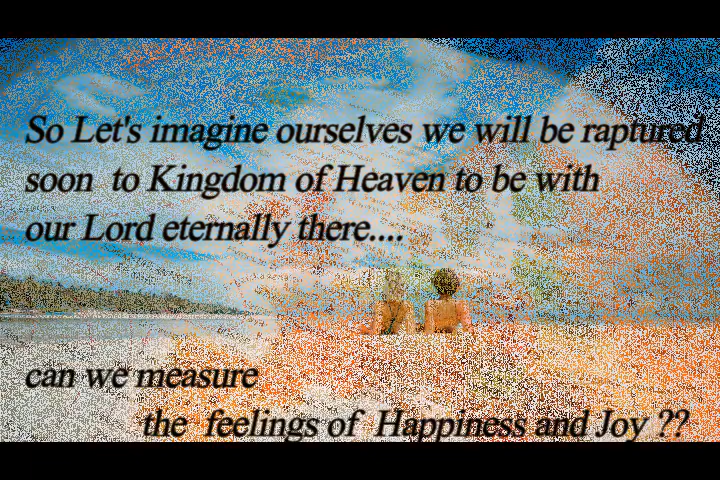 So Let's imagine ourselves we will be raptured
soon to Kingdom of Heaven to be with
our Lord eternally there....
can we measure
the feelings of Happiness and Joy ??